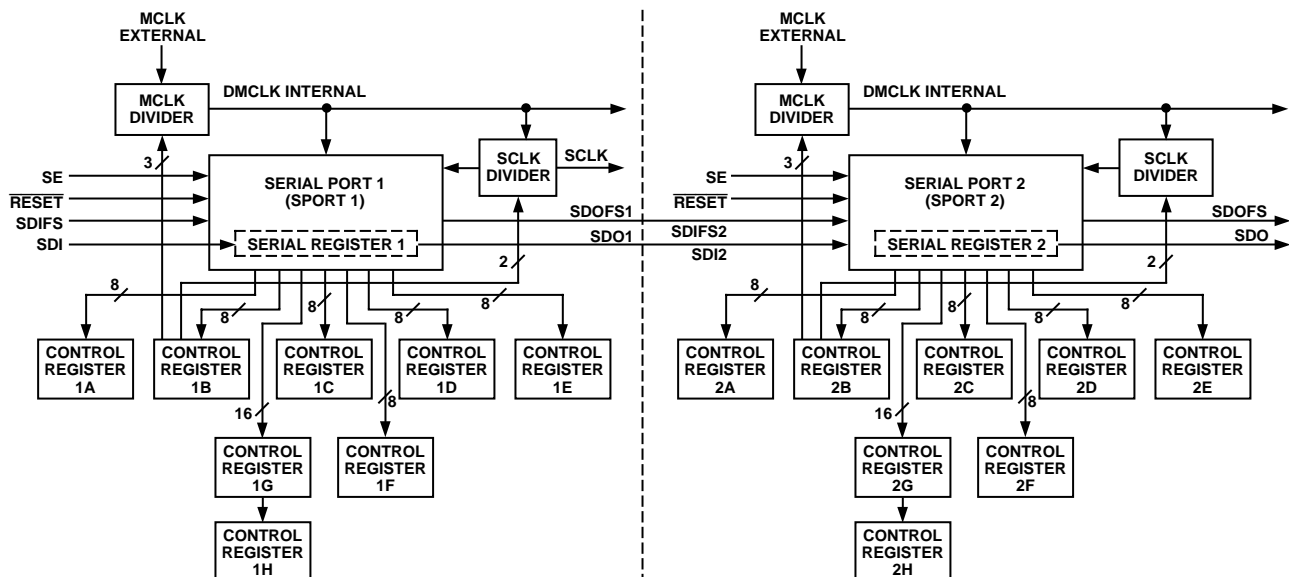 MCLK
EXTERNAL
MCLK
DIVIDER
DMCLK INTERNAL
3
SCLK
DIVIDER
SCLK
SE
RESET
SDIFS
SDI
SERIAL PORT 1
(SPORT 1)
SERIAL REGISTER 1
SDOFS1
SDO1
2
8
8
8
8
8
CONTROL
REGISTER
1A
CONTROL
REGISTER
1B
CONTROL
REGISTER
1C
CONTROL
REGISTER
1D
CONTROL
REGISTER
1E
16
8
CONTROL
REGISTER
1G
CONTROL
REGISTER
1F
CONTROL
REGISTER
1H
MCLK
EXTERNAL
MCLK
DIVIDER
DMCLK INTERNAL
3
SCLK
DIVIDER
SE
RESET
SDIFS2
SDI2
SERIAL PORT 2
(SPORT 2)
SERIAL REGISTER 2
SDOFS
SDO
2
8
8
8
8
8
CONTROL
REGISTER
2A
CONTROL
REGISTER
2B
CONTROL
REGISTER
2C
CONTROL
REGISTER
2D
CONTROL
REGISTER
2E
16
8
CONTROL
REGISTER
2G
CONTROL
REGISTER
2F
CONTROL
REGISTER
2H